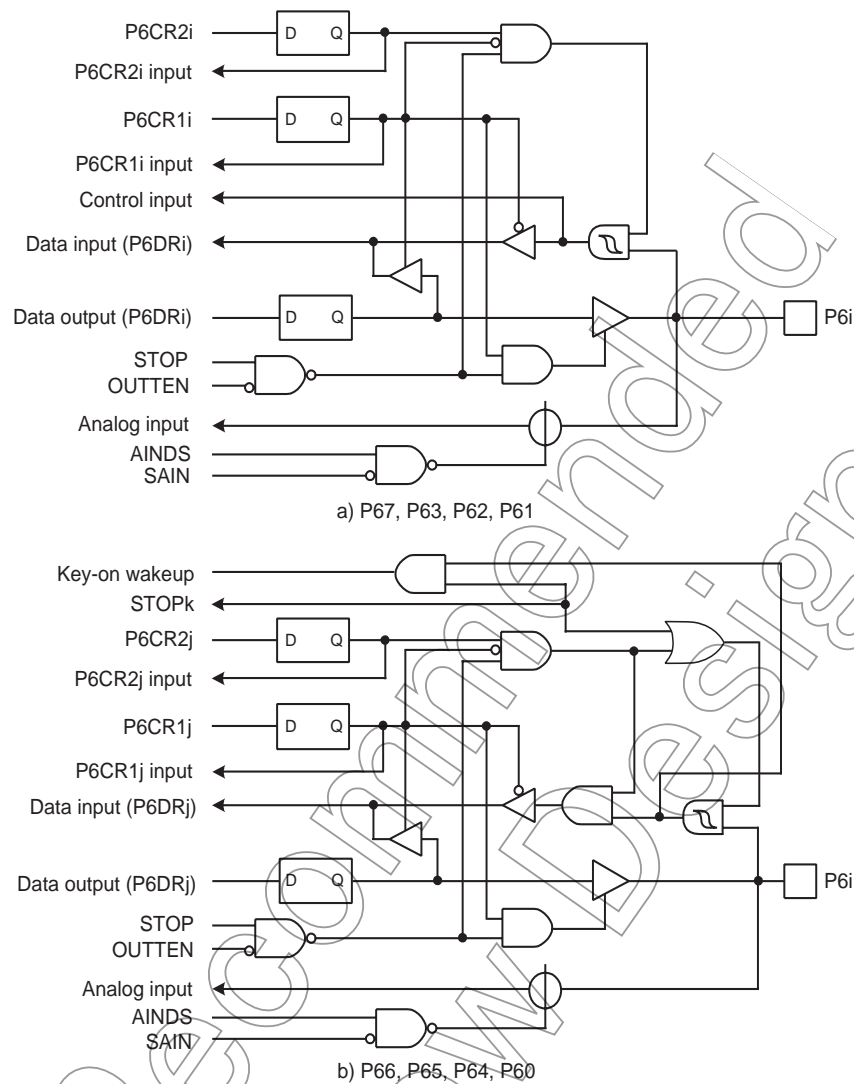 P6CR2i
D Q
P6CR2i input
P6CR1i
D Q
P6CR1i input
Control input
Data input (P6DRi)
Data output (P6DRi)
D Q
P6i
STOP
OUTTEN
Analog input
AINDS
SAIN
a) P67, P63, P62, P61
Key-on wakeup
STOPk
P6CR2j
D Q
P6CR2j input
P6CR1j
D Q
P6CR1j input
Data input (P6DRj)
Data output (P6DRj)
D Q
P6i
STOP
OUTTEN
Analog input
AINDS
SAIN
b) P66, P65, P64, P60
ecommended
w Design